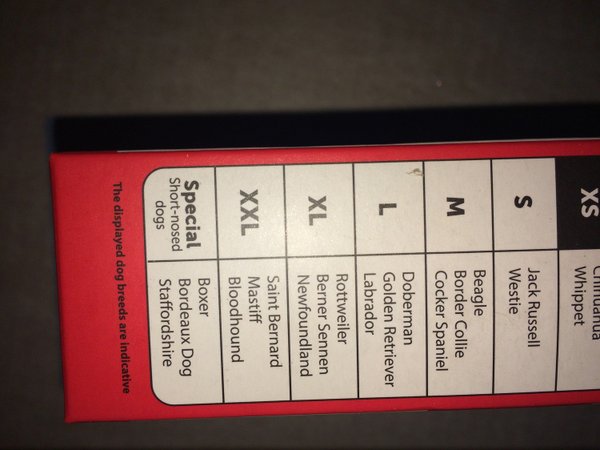 XS
Chihuahua
Whippet
S
Jack Russell
Westie
M
Beagle
Border Collie
Cocker Spaniel
L
Doberman
Golden Retriever
Labrador
XL
Rottweiler
Berner Sennen
Newfoundland
XXL
Saint Bernard
Mastiff
Bloodhound
Special
Short-nosed
dogs
Boxer
Bordeaux Dog
Staffordshire
The displayed dog breeds are indicative